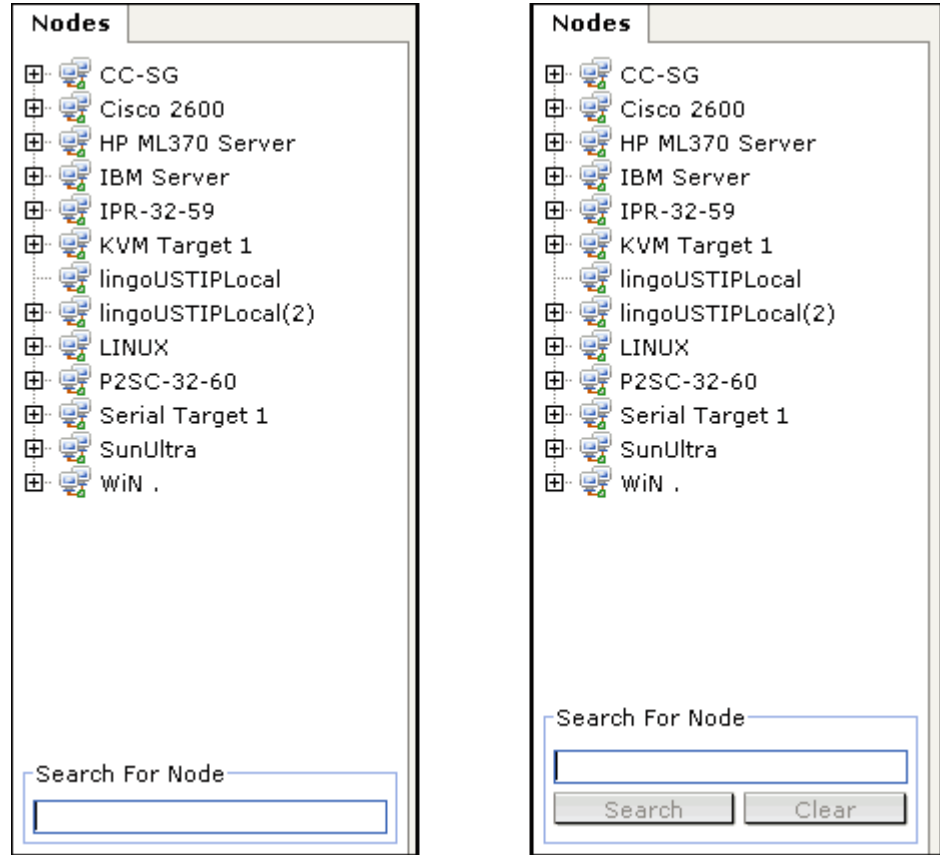 Nodes
CC-SG
Cisco 2600
HP ML370 Server
IBM Server
IPR-32-59
KVM Target 1
lingoUSTIPLocal
lingoUSTIPLocal(2)
LINUX
P2SC-32-60
Serial Target 1
SunUltra
WiN .
Search For Node
Nodes
CC-SG
Cisco 2600
HP ML370 Server
IBM Server
IPR-32-59
KVM Target 1
lingoUSTIPLocal
lingoUSTIPLocal(2)
LINUX
P2SC-32-60
Serial Target 1
SunUltra
WiN .
Search For Node
Search Clear